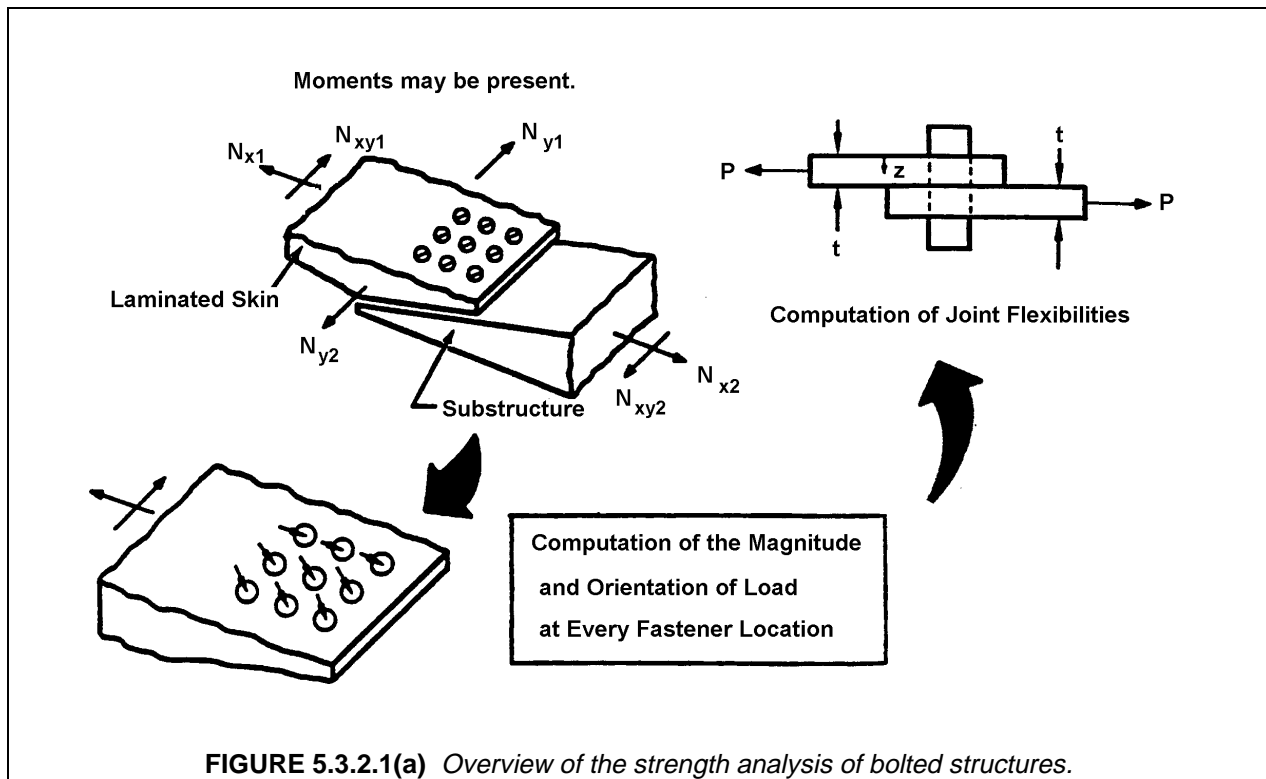 Moments may be present.
N xy1
N y1
N x1
Laminated Skin
N y2
Substructure
N xy2
N x2
P
t
z
t
P
Computation of Joint Flexibilities
Computation of the Magnitude
and Orientation of Load
at Every Fastener Location
FIGURE 5.3.2.1(a) Overview of the strength analysis of bolted structures.